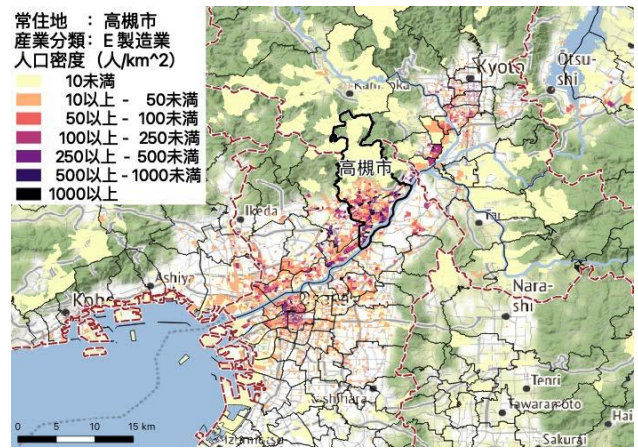 常住地 : 高槻市
産業分類: E 製造業
人口密度 (人/km^2)
10未満
10以上 - 50未満
50以上 - 100未満
100以上 - 250未満
250以上 - 500未満
500以上 - 1000未満
1000以上
Kyoto
Ōtsu-
shi
高槻市
Ikeda
Ashiya
Kobe
Nara-
shi
Tenri
Tawaramoto
Sakurai
0 5 10 15 km